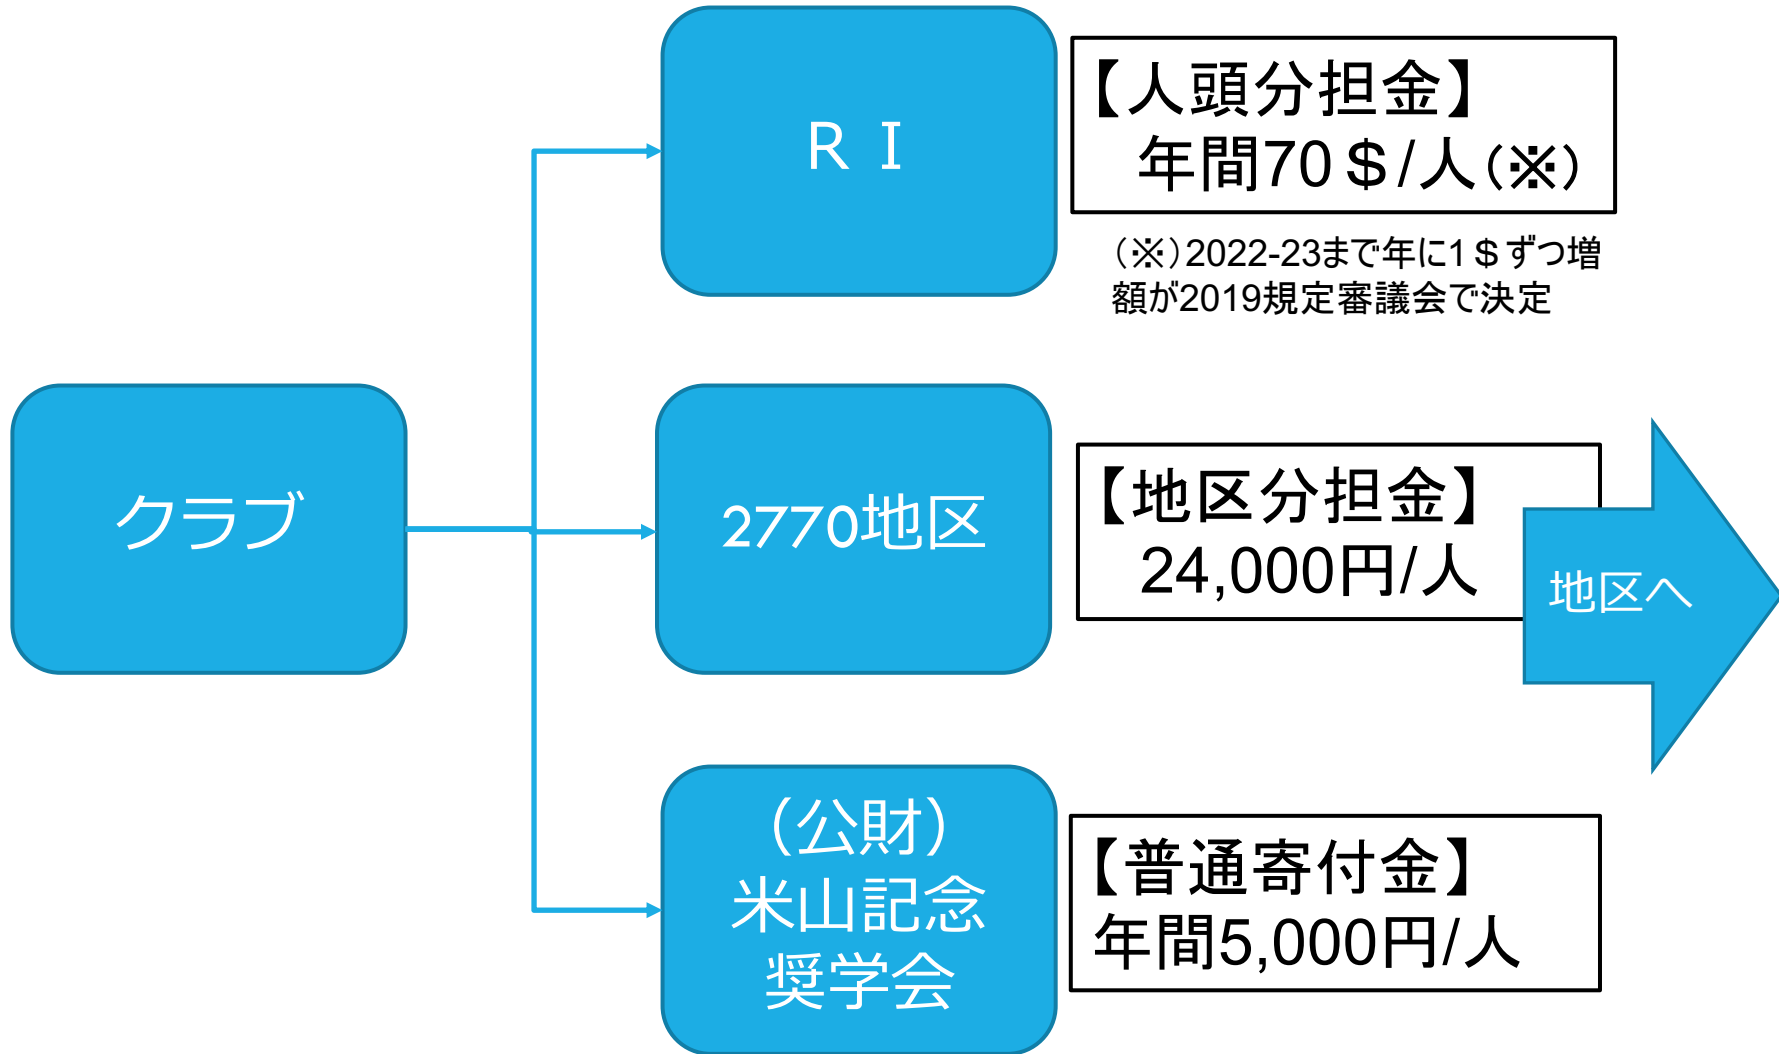 ＲＩ
【人頭分担金】
年間70＄/人（※）
（※）2022-23まで年に1＄ずつ増
額が2019規定審議会で決定
クラブ
2770地区
【地区分担金】
24,000円/人
地区へ
（公財）
米山記念
奨学会
【普通寄付金】
年間5,000円/人